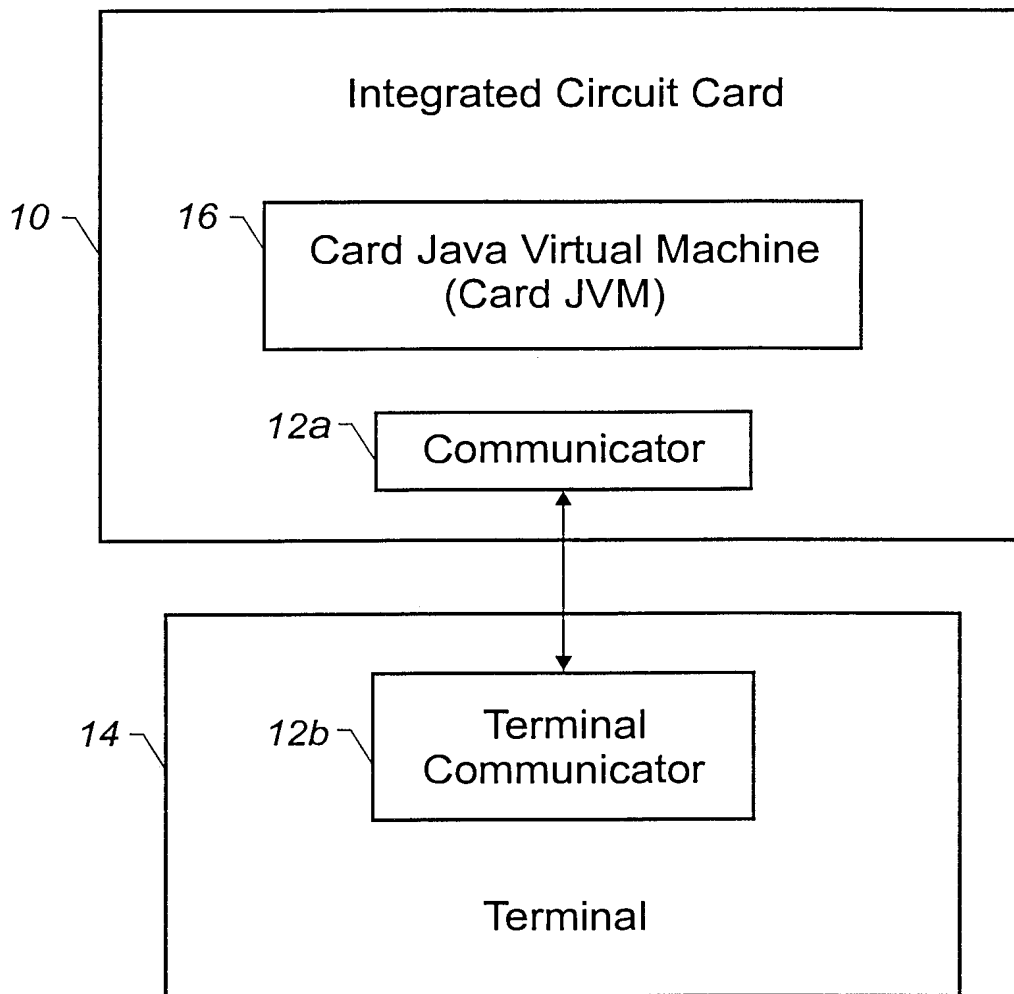 Integrated Circuit Card
10
16
Card Java Virtual Machine
(Card JVM)
12a
Communicator
14
12b
Terminal
Communicator
Terminal